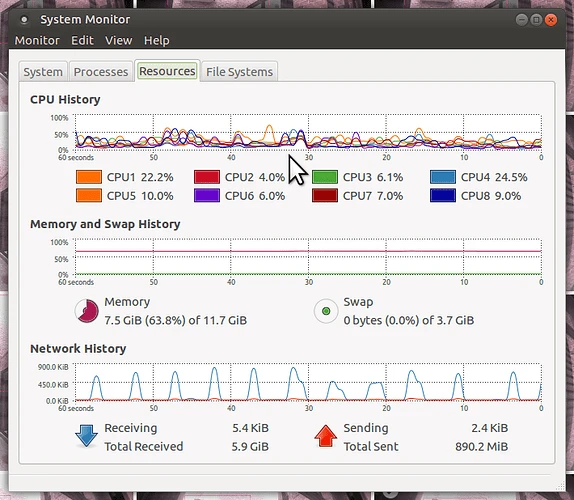 System Monitor
Monitor Edit View Help
System Processes Resources File Systems
CPU History
100%
50%
0%
60 seconds 50 40 30 20 10 0
CPU1 22.2% CPU2 4.0% CPU3 6.1% CPU4 24.5%
CPU5 10.0% CPU6 6.0% CPU7 7.0% CPU8 9.0%
Memory and Swap History
100%
50%
0%
60 seconds 50 40 30 20 10 0
Memory
7.5 GiB (63.8%) of 11.7 GiB
Swap
0 bytes (0.0%) of 3.7 GiB
Network History
900.0 KiB
450.0 KiB
0.0 KiB
60 seconds 50 40 30 20 10 0
Receiving 5.4 KiB
Total Received 5.9 GiB
Sending 2.4 KiB
Total Sent 890.2 MiB